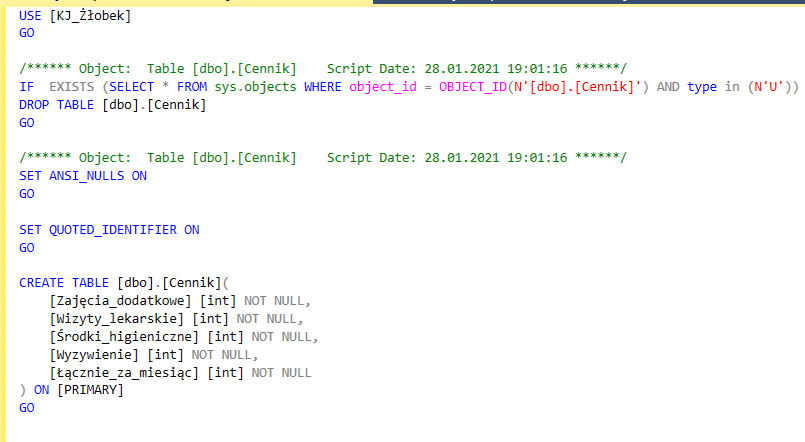 USE [KJ_Żłobek]
GO
/****** Object:  Table [dbo].[Cennik]    Script Date: 28.01.2021 19:01:16 ******/
IF  EXISTS (SELECT * FROM sys.objects WHERE object_id = OBJECT_ID(N'[dbo].[Cennik]') AND type in (N'U'))
DROP TABLE [dbo].[Cennik]
GO
/****** Object:  Table [dbo].[Cennik]    Script Date: 28.01.2021 19:01:16 ******/
SET ANSI_NULLS ON
GO
SET QUOTED_IDENTIFIER ON
GO
CREATE TABLE [dbo].[Cennik](
    [Zajęcia_dodatkowe] [int] NOT NULL,
    [Wizyty_lekarskie] [int] NOT NULL,
    [Środki_higieniczne] [int] NOT NULL,
    [Wyzywienie] [int] NOT NULL,
    [Łącznie_za_miesiąc] [int] NOT NULL
) ON [PRIMARY]
GO